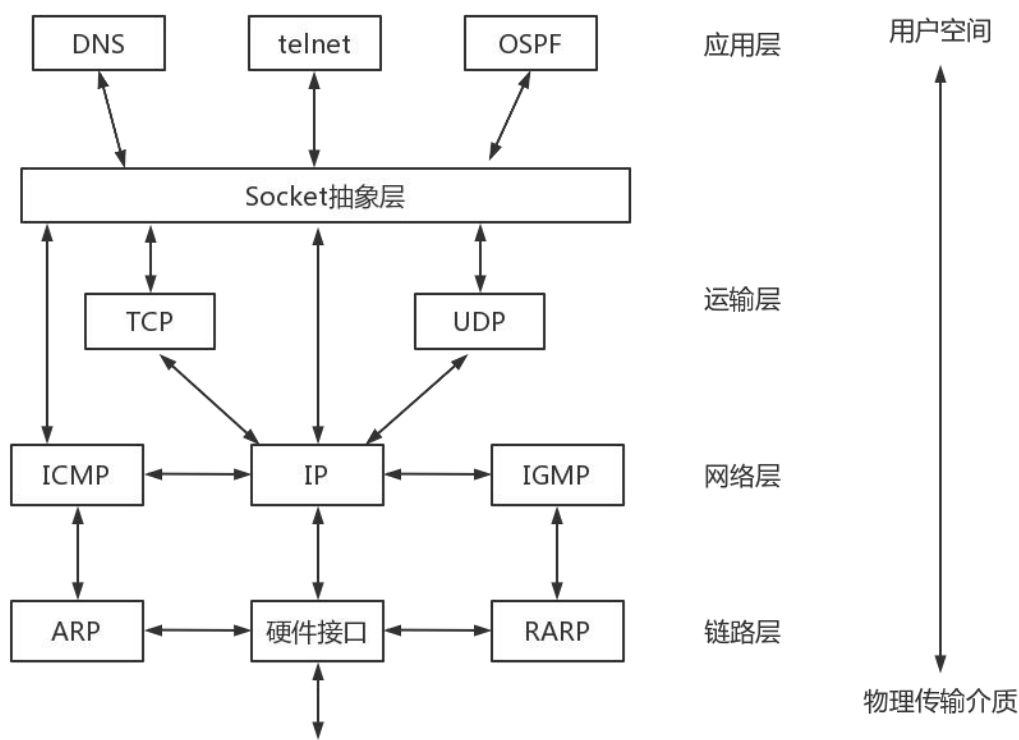 DNS
telnet
OSPF
应用层
用户空间
Socket抽象层
TCP
UDP
运输层
ICMP
IP
IGMP
网络层
ARP
硬件接口
RARP
链路层
物理传输介质